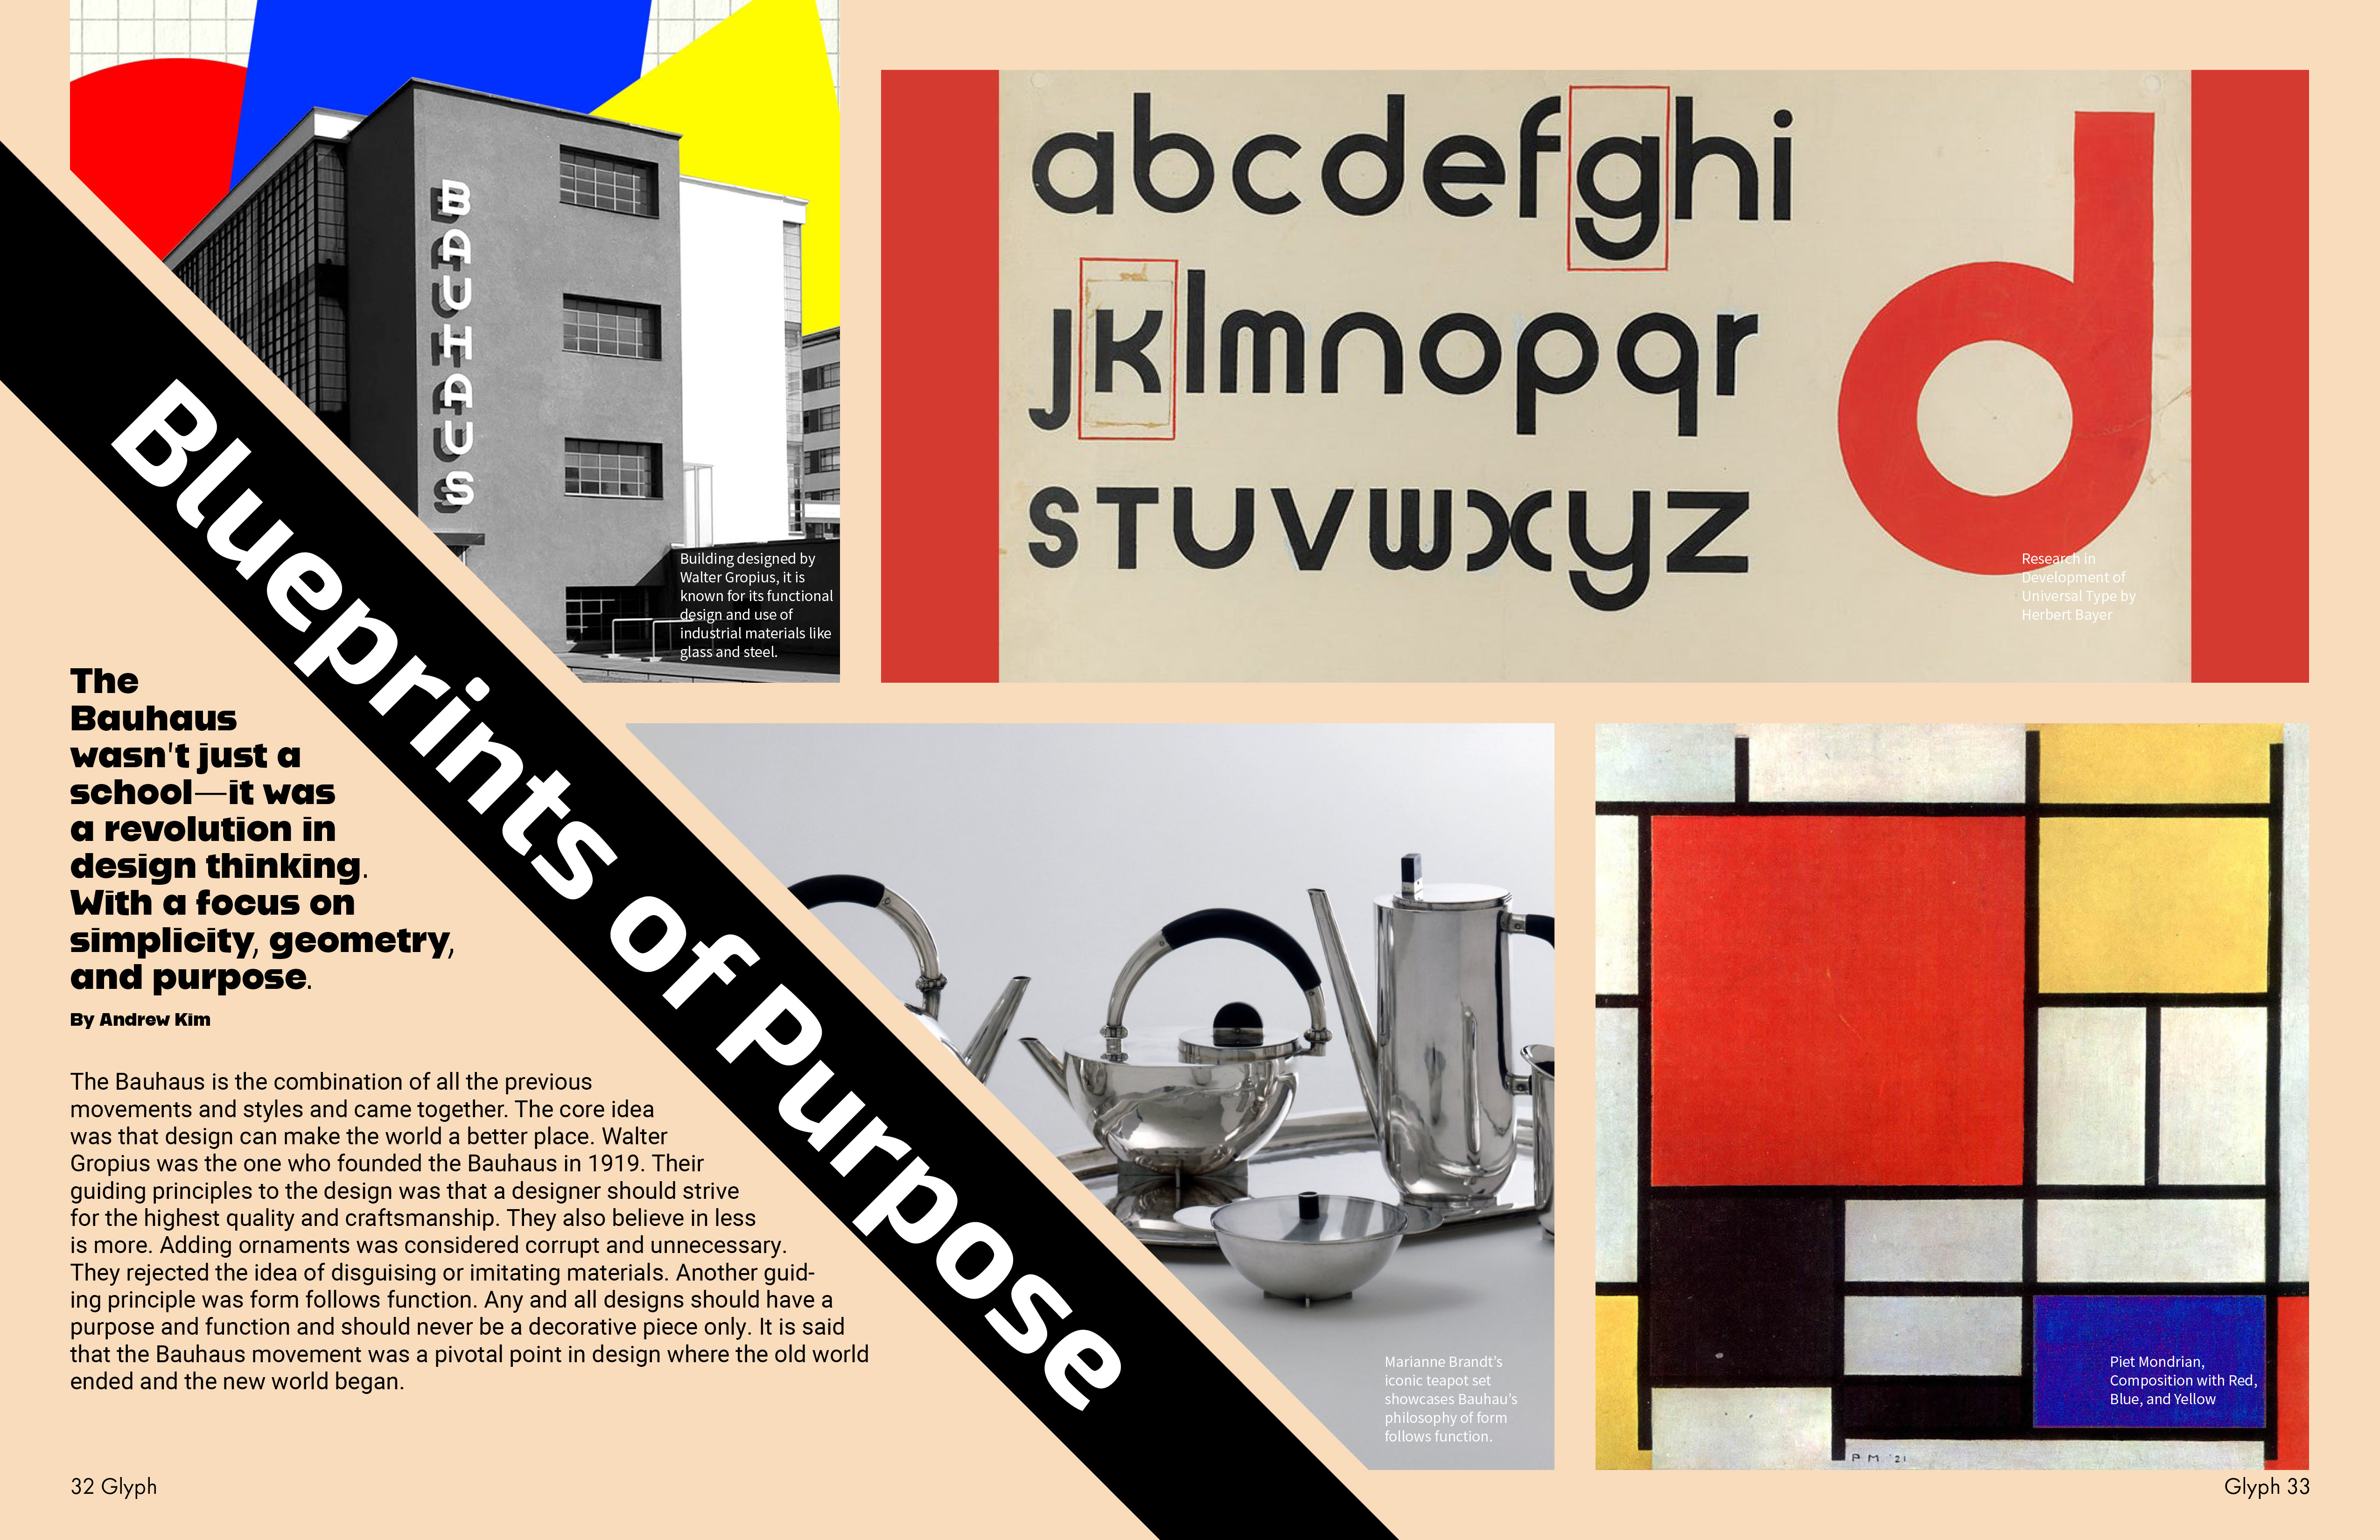 BAUHAUS
Building designed by
Walter Gropius, it is
known for its functional
design and use of
industrial materials like
glass and steel.
abcdefghi
jklmnopqr
sTUVWXyz
d
Research in
Development of
Universal Type by
Herbert Bayer
Blueprints of Purpose
The
Bauhaus
wasn't just a
school—it was
a revolution in
design thinking.
With a focus on
simplicity, geometry,
and purpose.
By Andrew Kim
The Bauhaus is the combination of all the previous
movements and styles and came together. The core idea
was that design can make the world a better place. Walter
Gropius was the one who founded the Bauhaus in 1919. Their
guiding principles to the design was that a designer should strive
for the highest quality and craftsmanship. They also believe in less
is more. Adding ornaments was considered corrupt and unnecessary.
They rejected the idea of disguising or imitating materials. Another guid-
ing principle was form follows function. Any and all designs should have a
purpose and function and should never be a decorative piece only. It is said
that the Bauhaus movement was a pivotal point in design where the old world
ended and the new world began.
Marianne Brandt's
iconic teapot set
showcases Bauhau's
philosophy of form
follows function.
Piet Mondrian,
Composition with Red,
Blue, and Yellow
PM '21
32 Glyph
Glyph 33